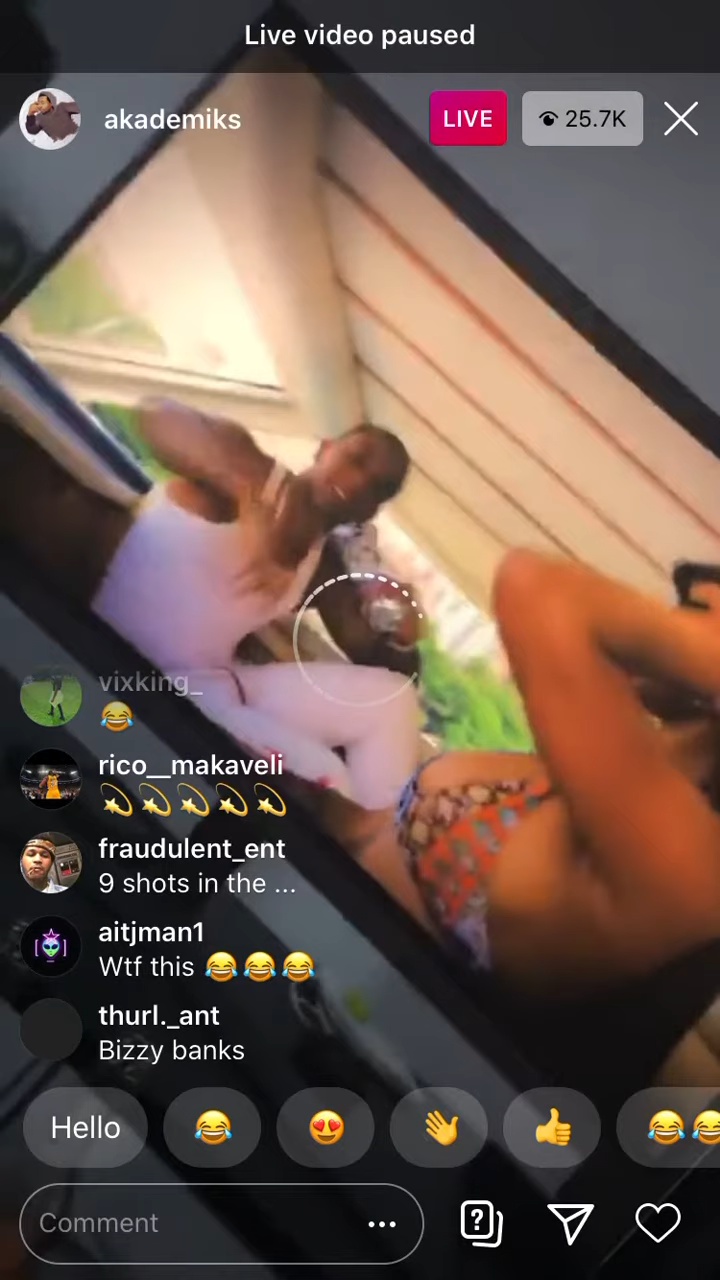 Live video paused
akademiks
LIVE
25.7K
vixking_
😂
rico__makaveli
💫💫💫💫💫
fraudulent_ent
9 shots in the ...
aitjman1
Wtf this 😂😂😂
thurl._ant
Bizzy banks
Hello 😂 😍 👋 👍 😂😂
Comment